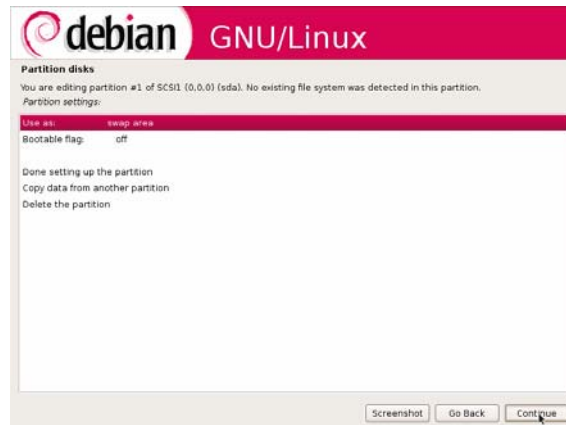 debian GNU/Linux
Partition disks
You are editing partition #1 of SCSI1 (0,0,0) (sda). No existing file system was detected in this partition.
Partition settings:
Use as: swap area
Bootable flag: off
Done setting up the partition
Copy data from another partition
Delete the partition
Screenshot Go Back Continue